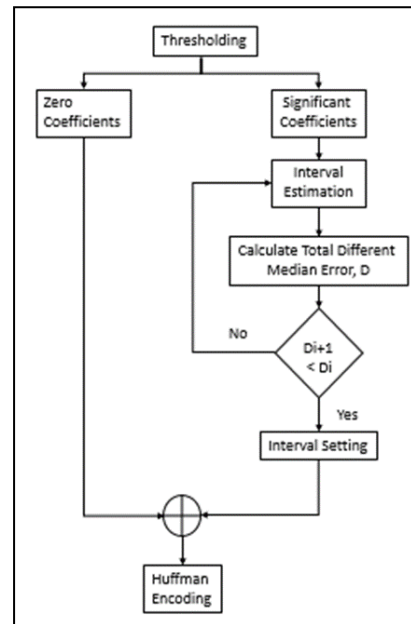 Thresholding
Zero
Coefficients
Significant
Coefficients
Interval
Estimation
Calculate Total Different
Median Error, D
No
Di+1
< Di
Yes
Interval Setting
Huffman
Encoding